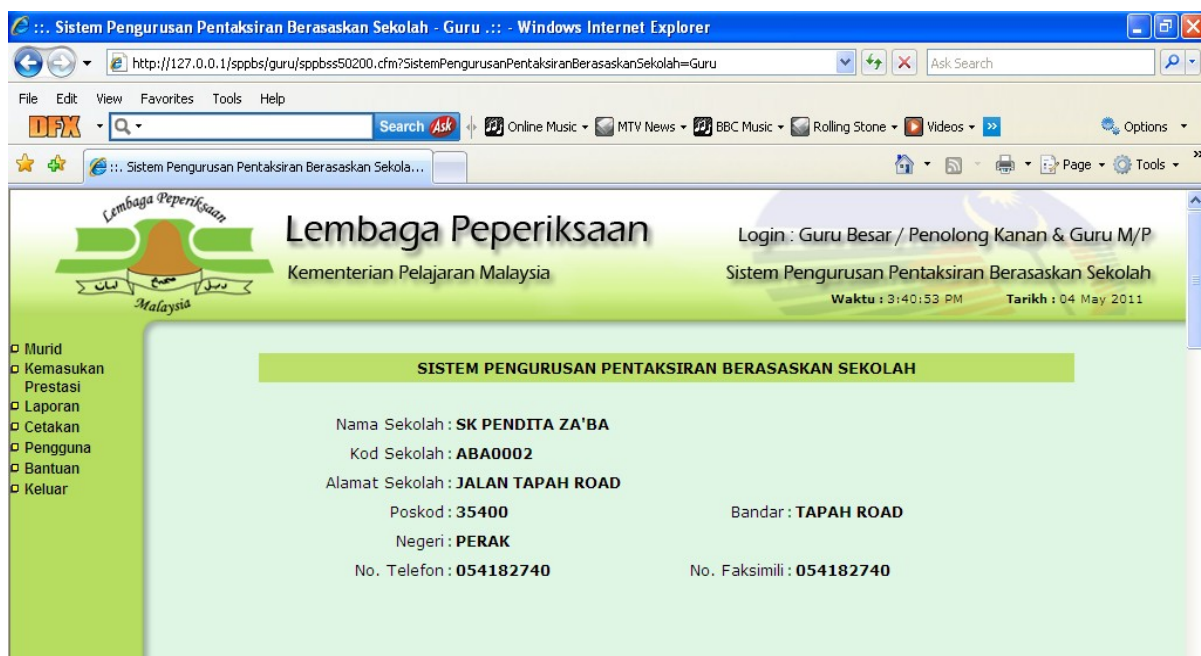 ::. Sistem Pengurusan Pentaksiran Berasaskan Sekolah - Guru .:: - Windows Internet Explorer
http://127.0.0.1/sppbs/guru/sppbss50200.cfm?SistemPengurusanPentaksiranBerasaskanSekolah=Guru
Ask Search
File Edit View Favorites Tools Help
DFX Search Ask Online Music MTV News BBC Music Rolling Stone Videos Options
::. Sistem Pengurusan Pentaksiran Berasaskan Sekola... Page Tools
Lembaga Peperiksaan
Malaysia
Lembaga Peperiksaan
Kementerian Pelajaran Malaysia
Login : Guru Besar / Penolong Kanan & Guru M/P
Sistem Pengurusan Pentaksiran Berasaskan Sekolah
Waktu : 3:40:53 PM Tarikh : 04 May 2011
Murid
Kemasukan
Prestasi
Laporan
Cetakan
Pengguna
Bantuan
Keluar
SISTEM PENGURUSAN PENTAKSIRAN BERASASKAN SEKOLAH
Nama Sekolah : SK PENDITA ZA'BA
Kod Sekolah : ABA0002
Alamat Sekolah : JALAN TAPAH ROAD
Poskod : 35400 Bandar : TAPAH ROAD
Negeri : PERAK
No. Telefon : 054182740 No. Faksimili : 054182740